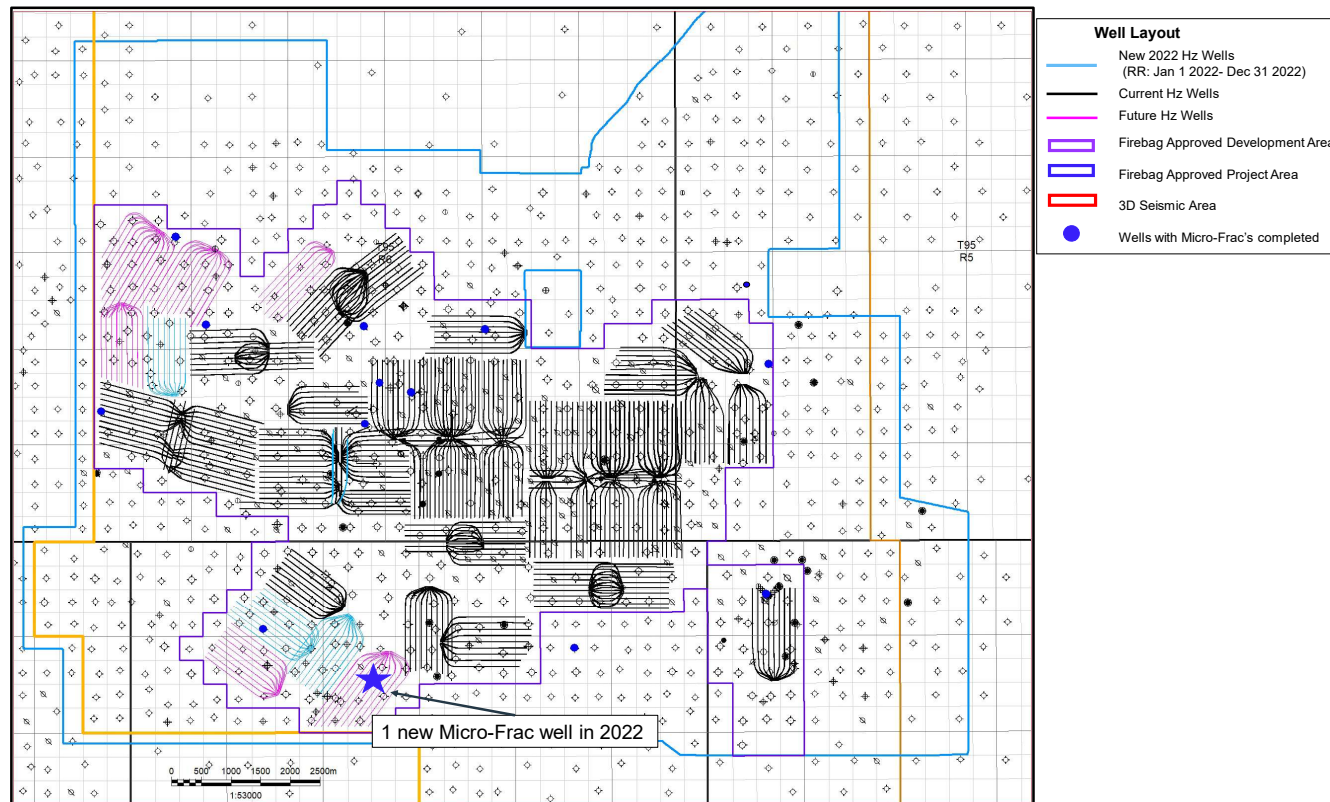 Well Layout
New 2022 Hz Wells
(RR: Jan 1 2022- Dec 31 2022)
Current Hz Wells
Future Hz Wells
Firebag Approved Development Area
Firebag Approved Project Area
3D Seismic Area
Wells with Micro-Frac's completed
T95
R6
T95
R5
1 new Micro-Frac well in 2022
0 500 1000 1500 2000 2500m
1:53000